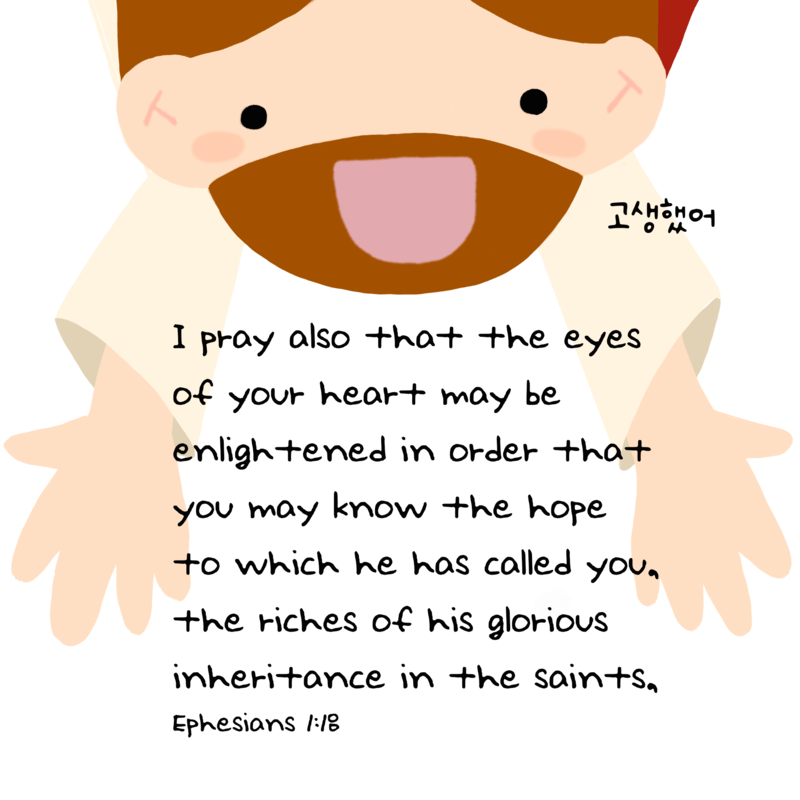 고생했어
I pray also that the eyes
of your heart may be
enlightened in order that
you may know the hope
to which he has called you,
the riches of his glorious
inheritance in the saints,
Ephesians 1:18